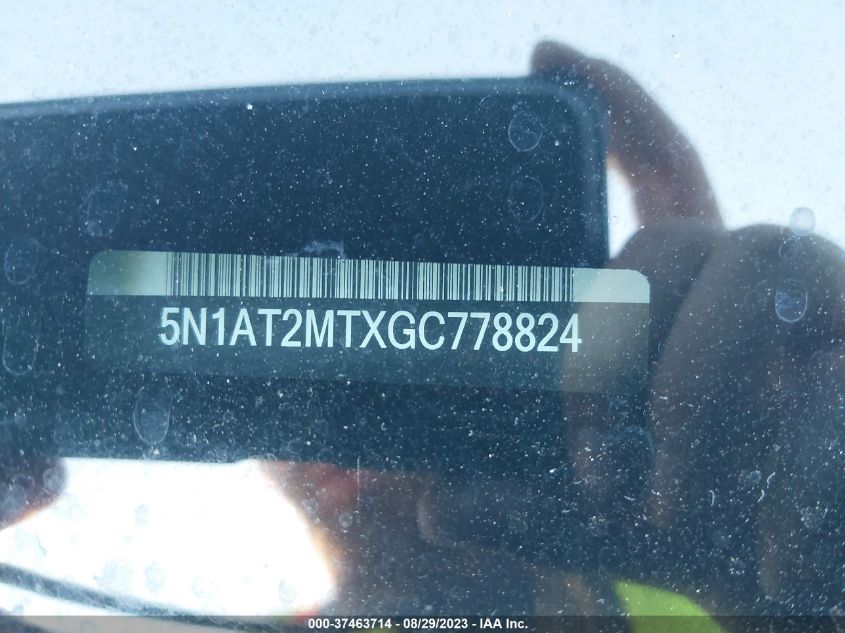 5N1AT2MTXGC778824
000-37463714 - 08/29/2023 - IAA Inc.